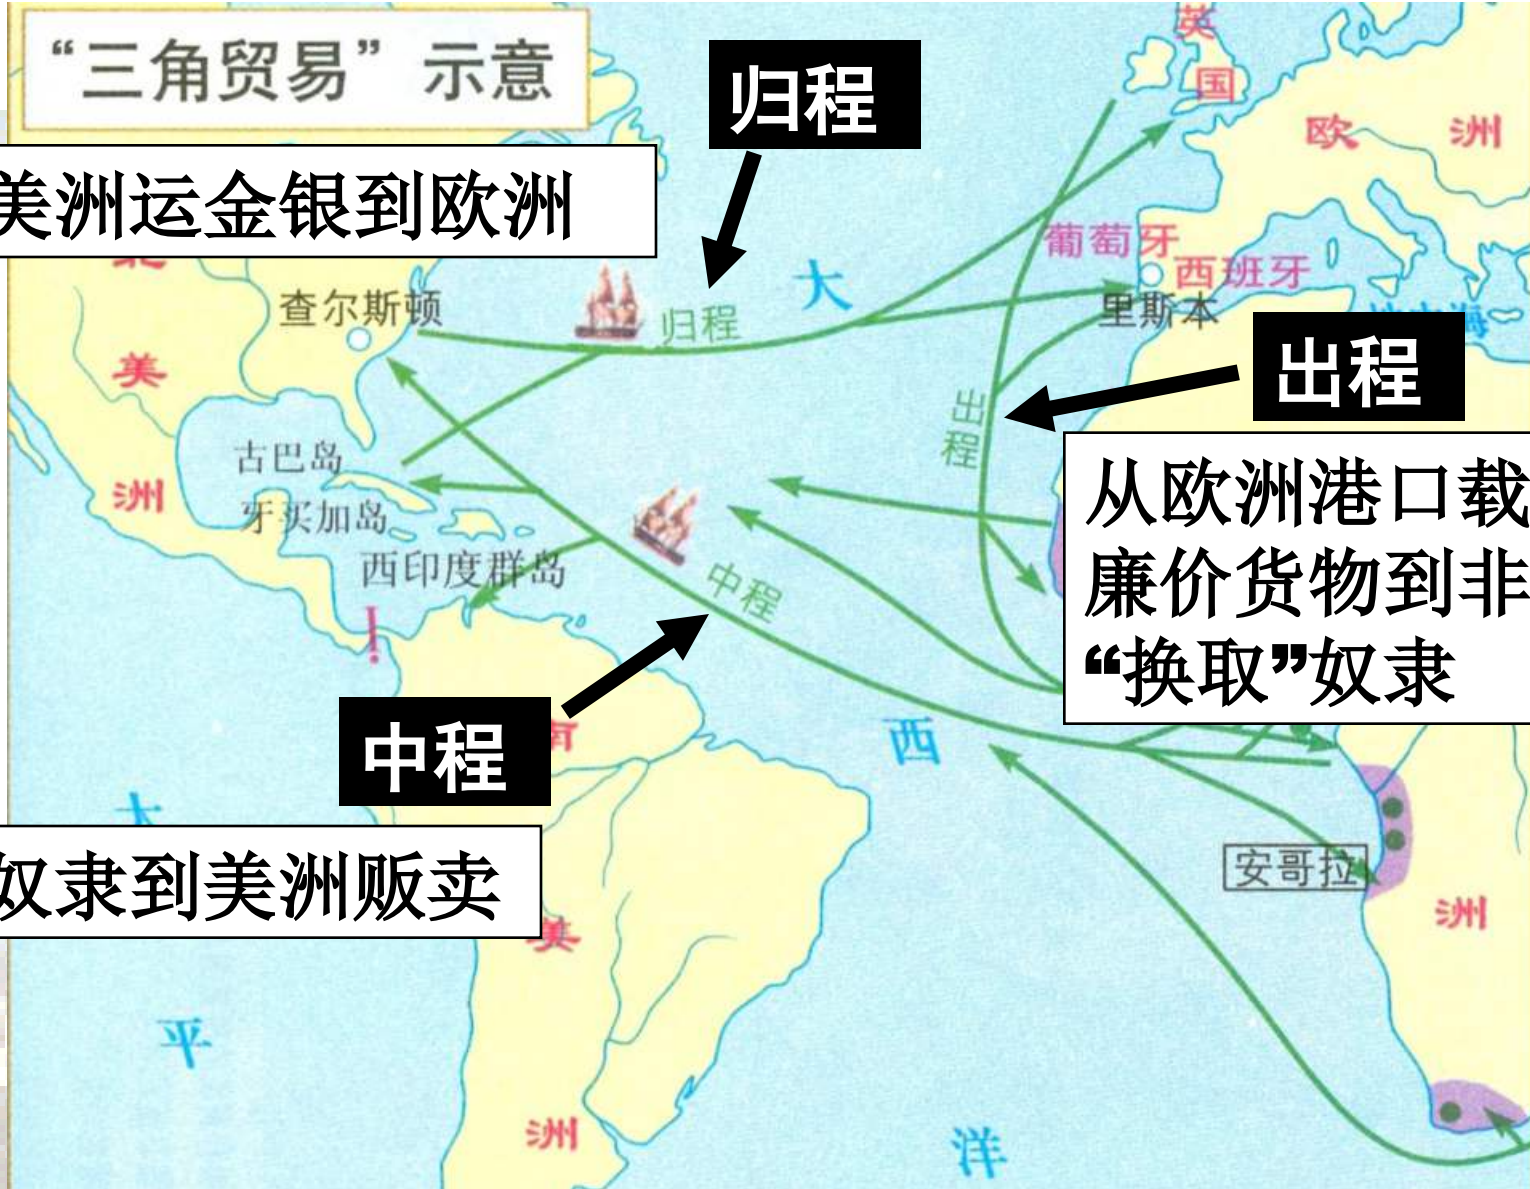 “三角贸易”示意
归程
美洲运金银到欧洲
英
国
欧 洲
葡萄牙
西班牙
里斯本
大
查尔斯顿
归程
美
出程
出
程
古巴岛
洲
牙买加岛
从欧洲港口载
廉价货物到非
“换取”奴隶
西印度群岛
中程
中程
南
西
太
奴隶到美洲贩卖
安哥拉
美
洲
平
洲
洋